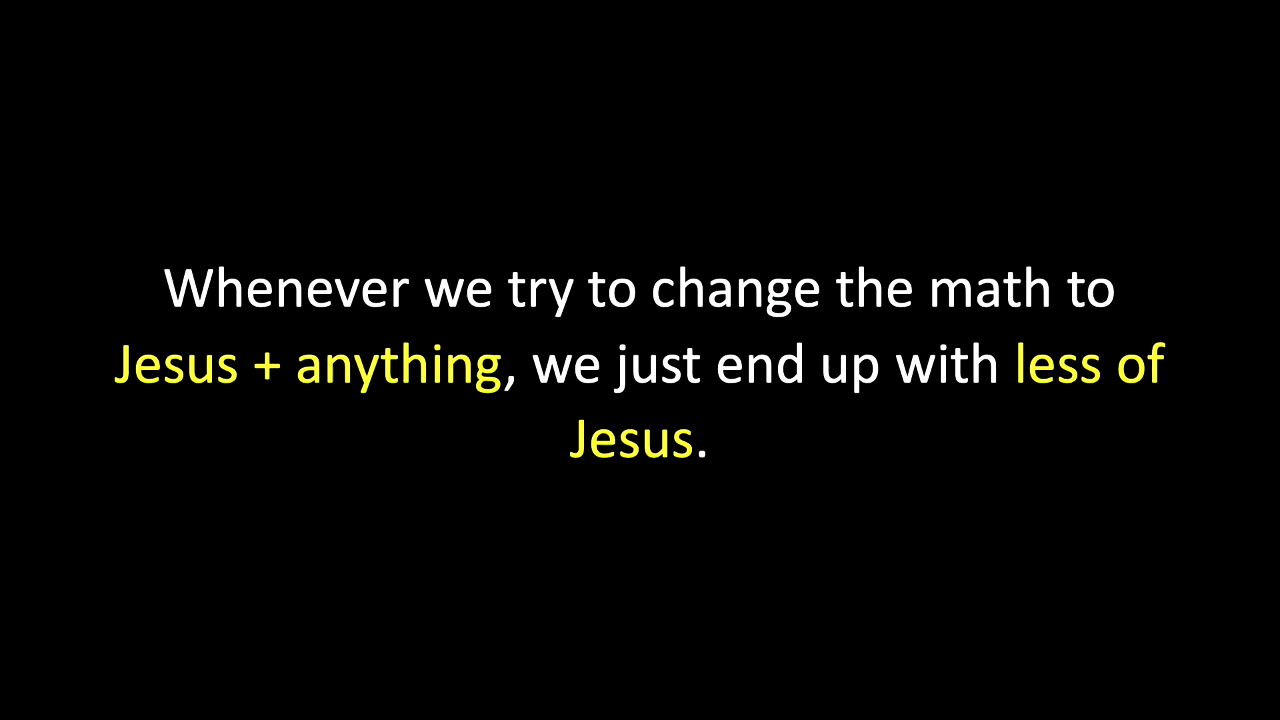 Whenever we try to change the math to
Jesus + anything, we just end up with less of
Jesus.